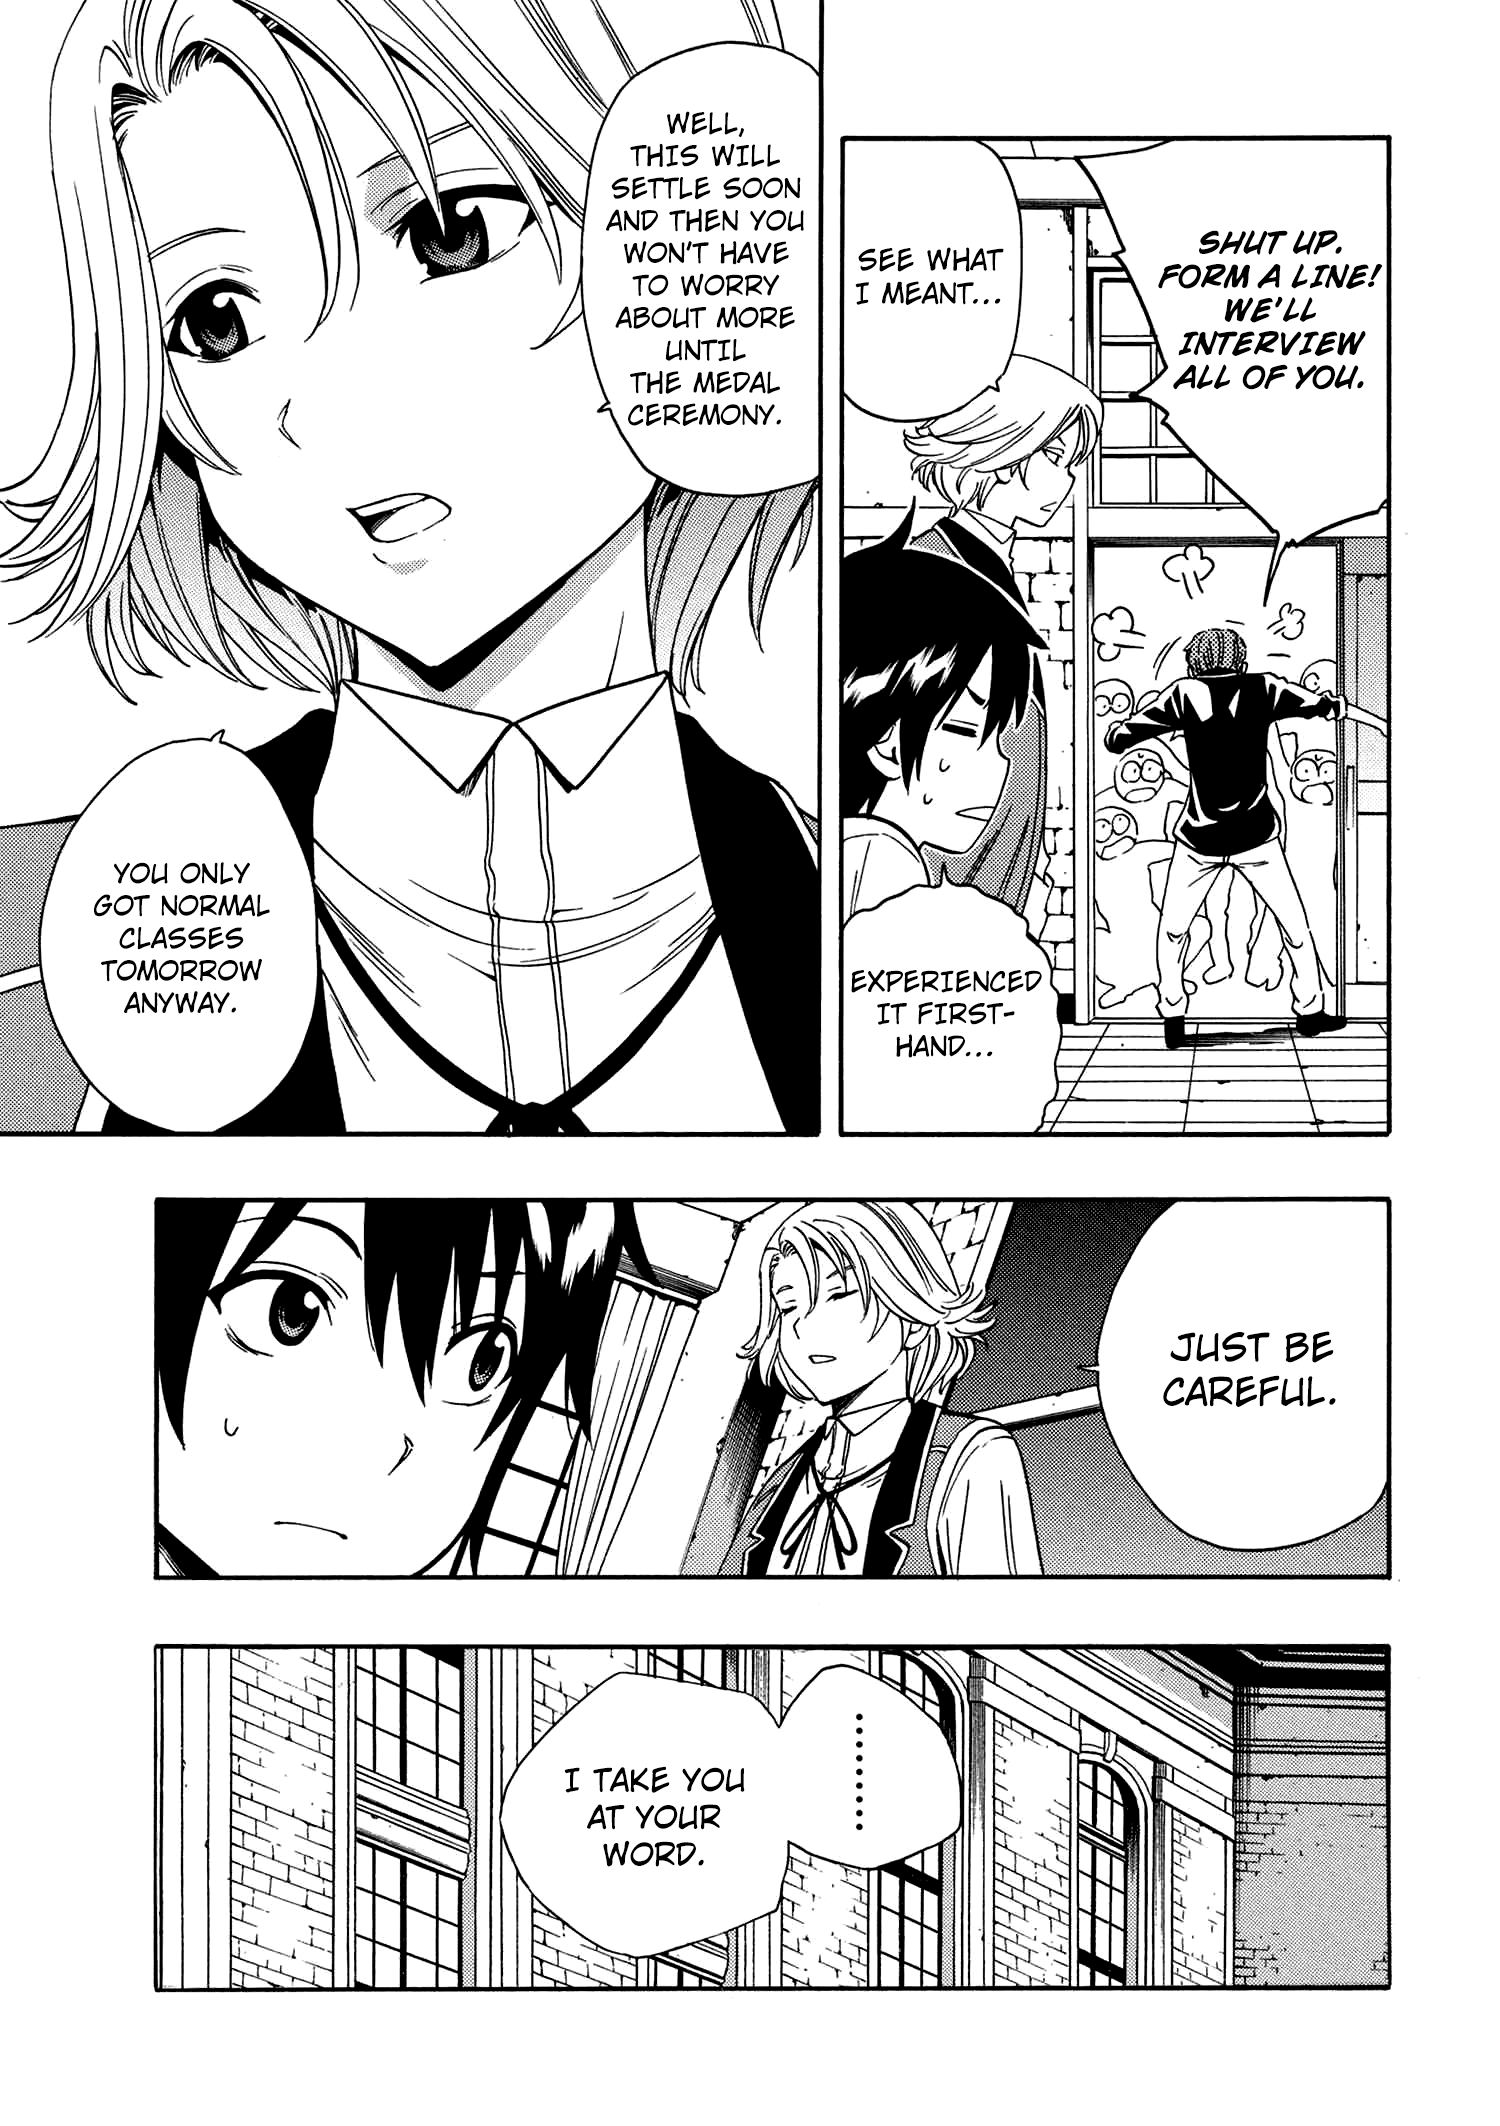 SHUT UP.
FORM A LINE!
WE'LL
INTERVIEW
ALL OF YOU.
SEE WHAT
I MEANT...
EXPERIENCED
IT FIRST-
HAND...
WELL,
THIS WILL
SETTLE SOON
AND THEN YOU
WON'T HAVE
TO WORRY
ABOUT MORE
UNTIL
THE MEDAL
CEREMONY.
YOU ONLY
GOT NORMAL
CLASSES
TOMORROW
ANYWAY.
JUST BE
CAREFUL.
.........
I TAKE YOU
AT YOUR
WORD.